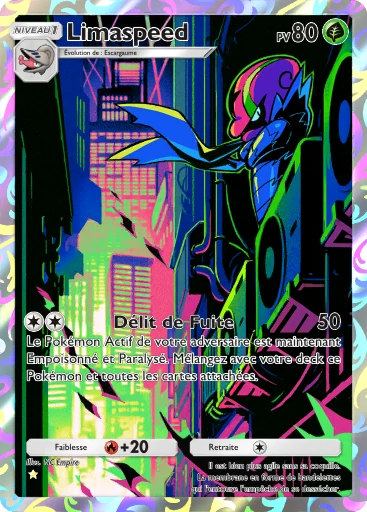 NIVEAU 1
Limaspeed
PV 80
Évolution de : Escargaume
Délit de Fuite 50
Le Pokémon Actif de votre adversaire est maintenant
Empoisonné et Paralysé. Mélangez avec votre deck ce
Pokémon et toutes les cartes attachées.
Faiblesse +20 Retraite
Illus. NC Empire
Il est bien plus agile sans sa coquille.
La membrane en forme de bandelettes
qui l'entoure l'empêche de se dessécher.